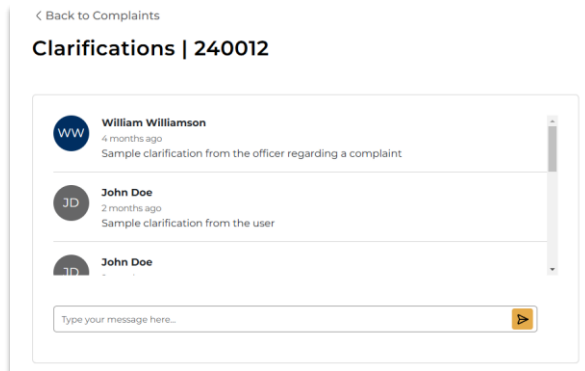 < Back to Complaints
Clarifications | 240012
WW
William Williamson
4 months ago
Sample clarification from the officer regarding a complaint
JD
John Doe
2 months ago
Sample clarification from the user
JD
John Doe
Type your message here...